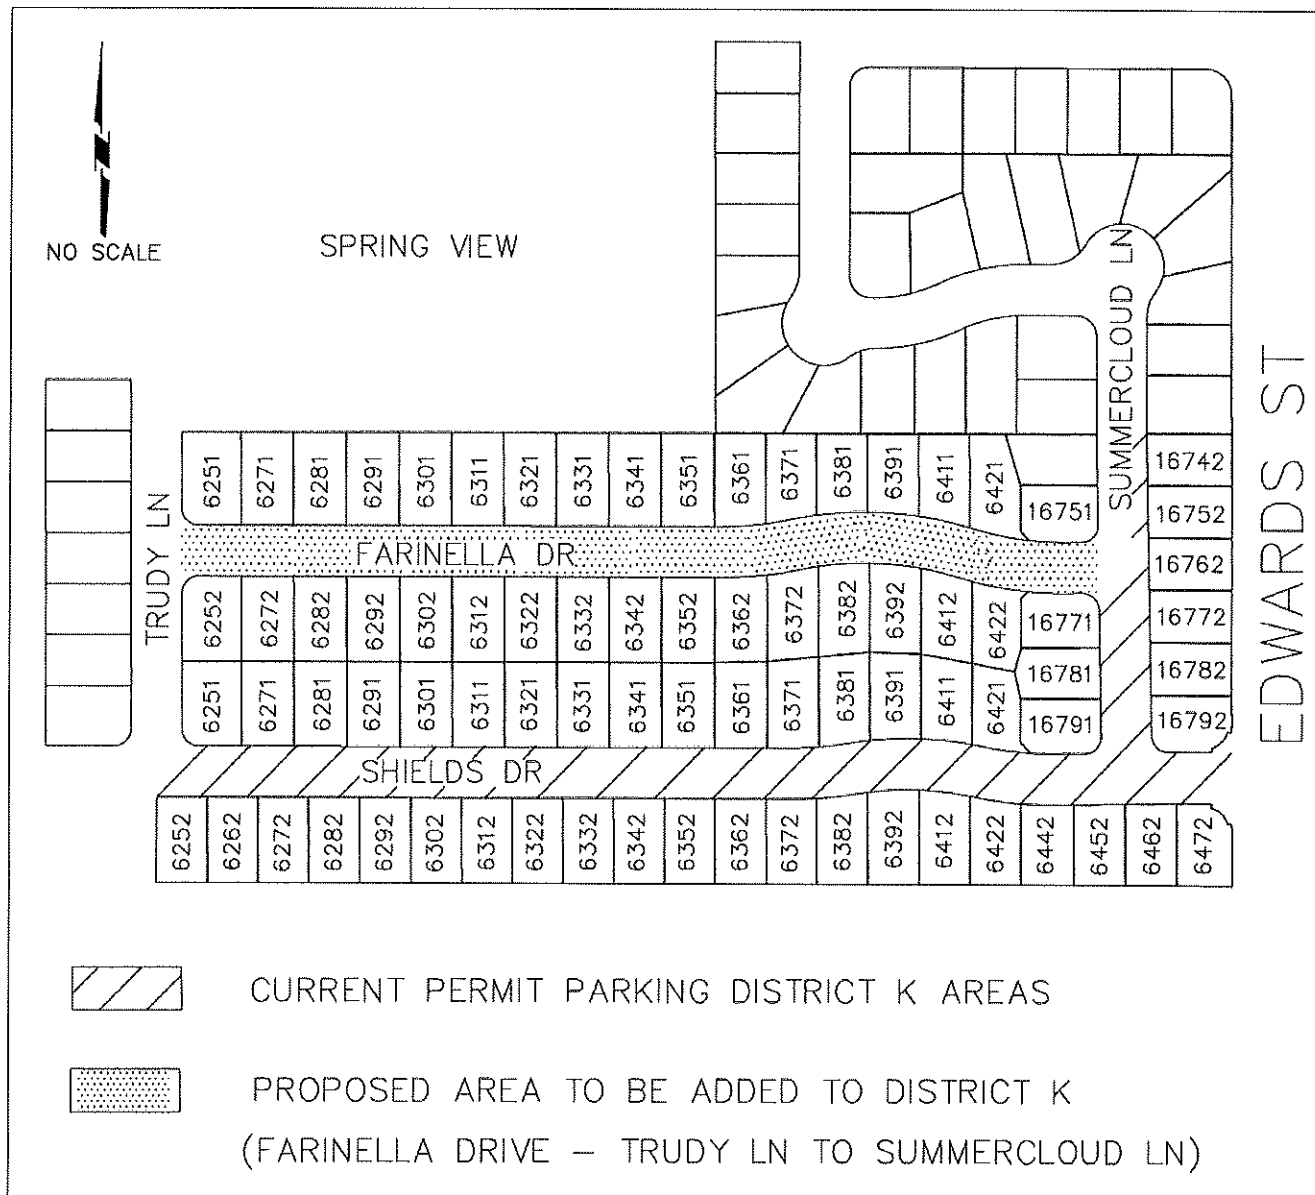 NO SCALE
SPRING VIEW
SUMMERCLOUD LN
EDWARDS ST
TRUDY LN
6251 6271 6281 6291 6301 6311 6321 6331 6341 6351 6361 6371 6381 6391 6411 6421
16751
16742
16752
16762
16772
16782
16792
FARINELLA DR
6252 6272 6282 6292 6302 6312 6322 6332 6342 6352 6362 6372 6382 6392 6412 6422
16771
16781
16791
6251 6271 6281 6291 6301 6311 6321 6331 6341 6351 6361 6371 6381 6391 6411 6421
SHIELDS DR
6252 6262 6272 6282 6292 6302 6312 6322 6332 6342 6352 6362 6372 6382 6392 6412 6422 6442 6452 6462 6472
CURRENT PERMIT PARKING DISTRICT K AREAS
PROPOSED AREA TO BE ADDED TO DISTRICT K
(FARINELLA DRIVE – TRUDY LN TO SUMMERCLOUD LN)